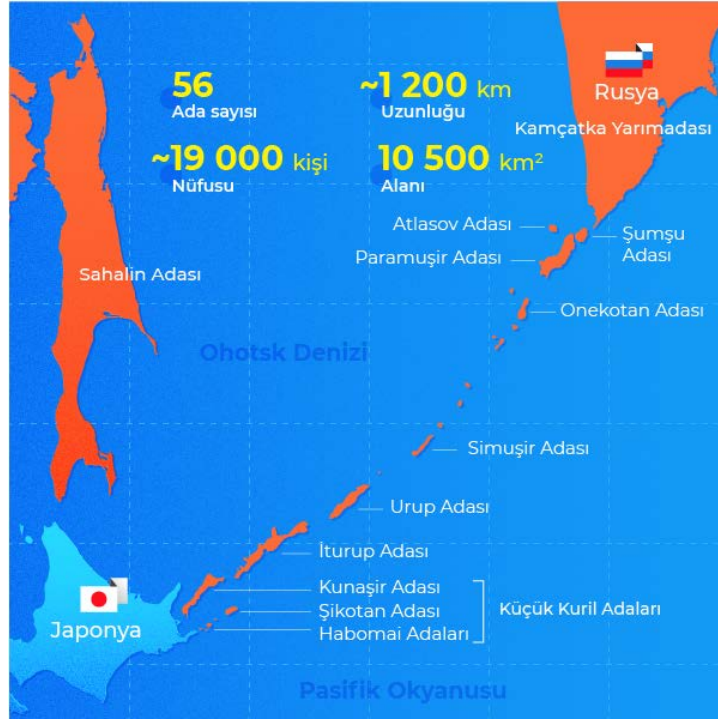 56
Ada sayısı
~1 200 km
Uzunluğu
~19 000 kişi
Nüfusu
10 500 km²
Alanı
Rusya
Kamçatka Yarımadası
Atlasov Adası
Şumşu
Adası
Paramuşir Adası
Sahalin Adası
Onekotan Adası
Ohotsk Denizi
Simuşir Adası
Urup Adası
İturup Adası
Kunaşir Adası
Şikotan Adası
Habomai Adaları
Küçük Kuril Adaları
Japonya
Pasifik Okyanusu